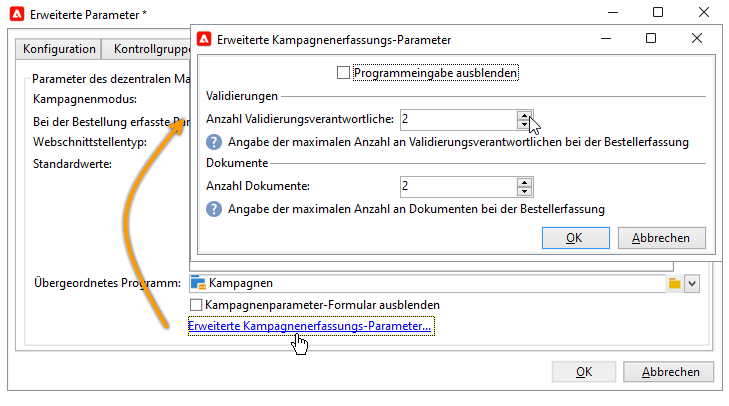 Erweiterte Parameter *
Konfiguration
Kontrollgruppe
Parameter des dezentralen Ma
Kampagnenmodus:
Bei der Bestellung erfasste Par
Webschnittstellentyp:
Standardwerte:
Erweiterte Kampagnenerfassungs-Parameter
Programmeingabe ausblenden
Validierungen
Anzahl Validierungsverantwortliche: 2
Angabe der maximalen Anzahl an Validierungsverantwortlichen bei der Bestellerfassung
Dokumente
Anzahl Dokumente: 2
Angabe der maximalen Anzahl an Dokumenten bei der Bestellerfassung
OK Abbrechen
Übergeordnetes Programm: Kampagnen
Kampagnenparameter-Formular ausblenden
Erweiterte Kampagnenerfassungs-Parameter...
OK Abbrechen